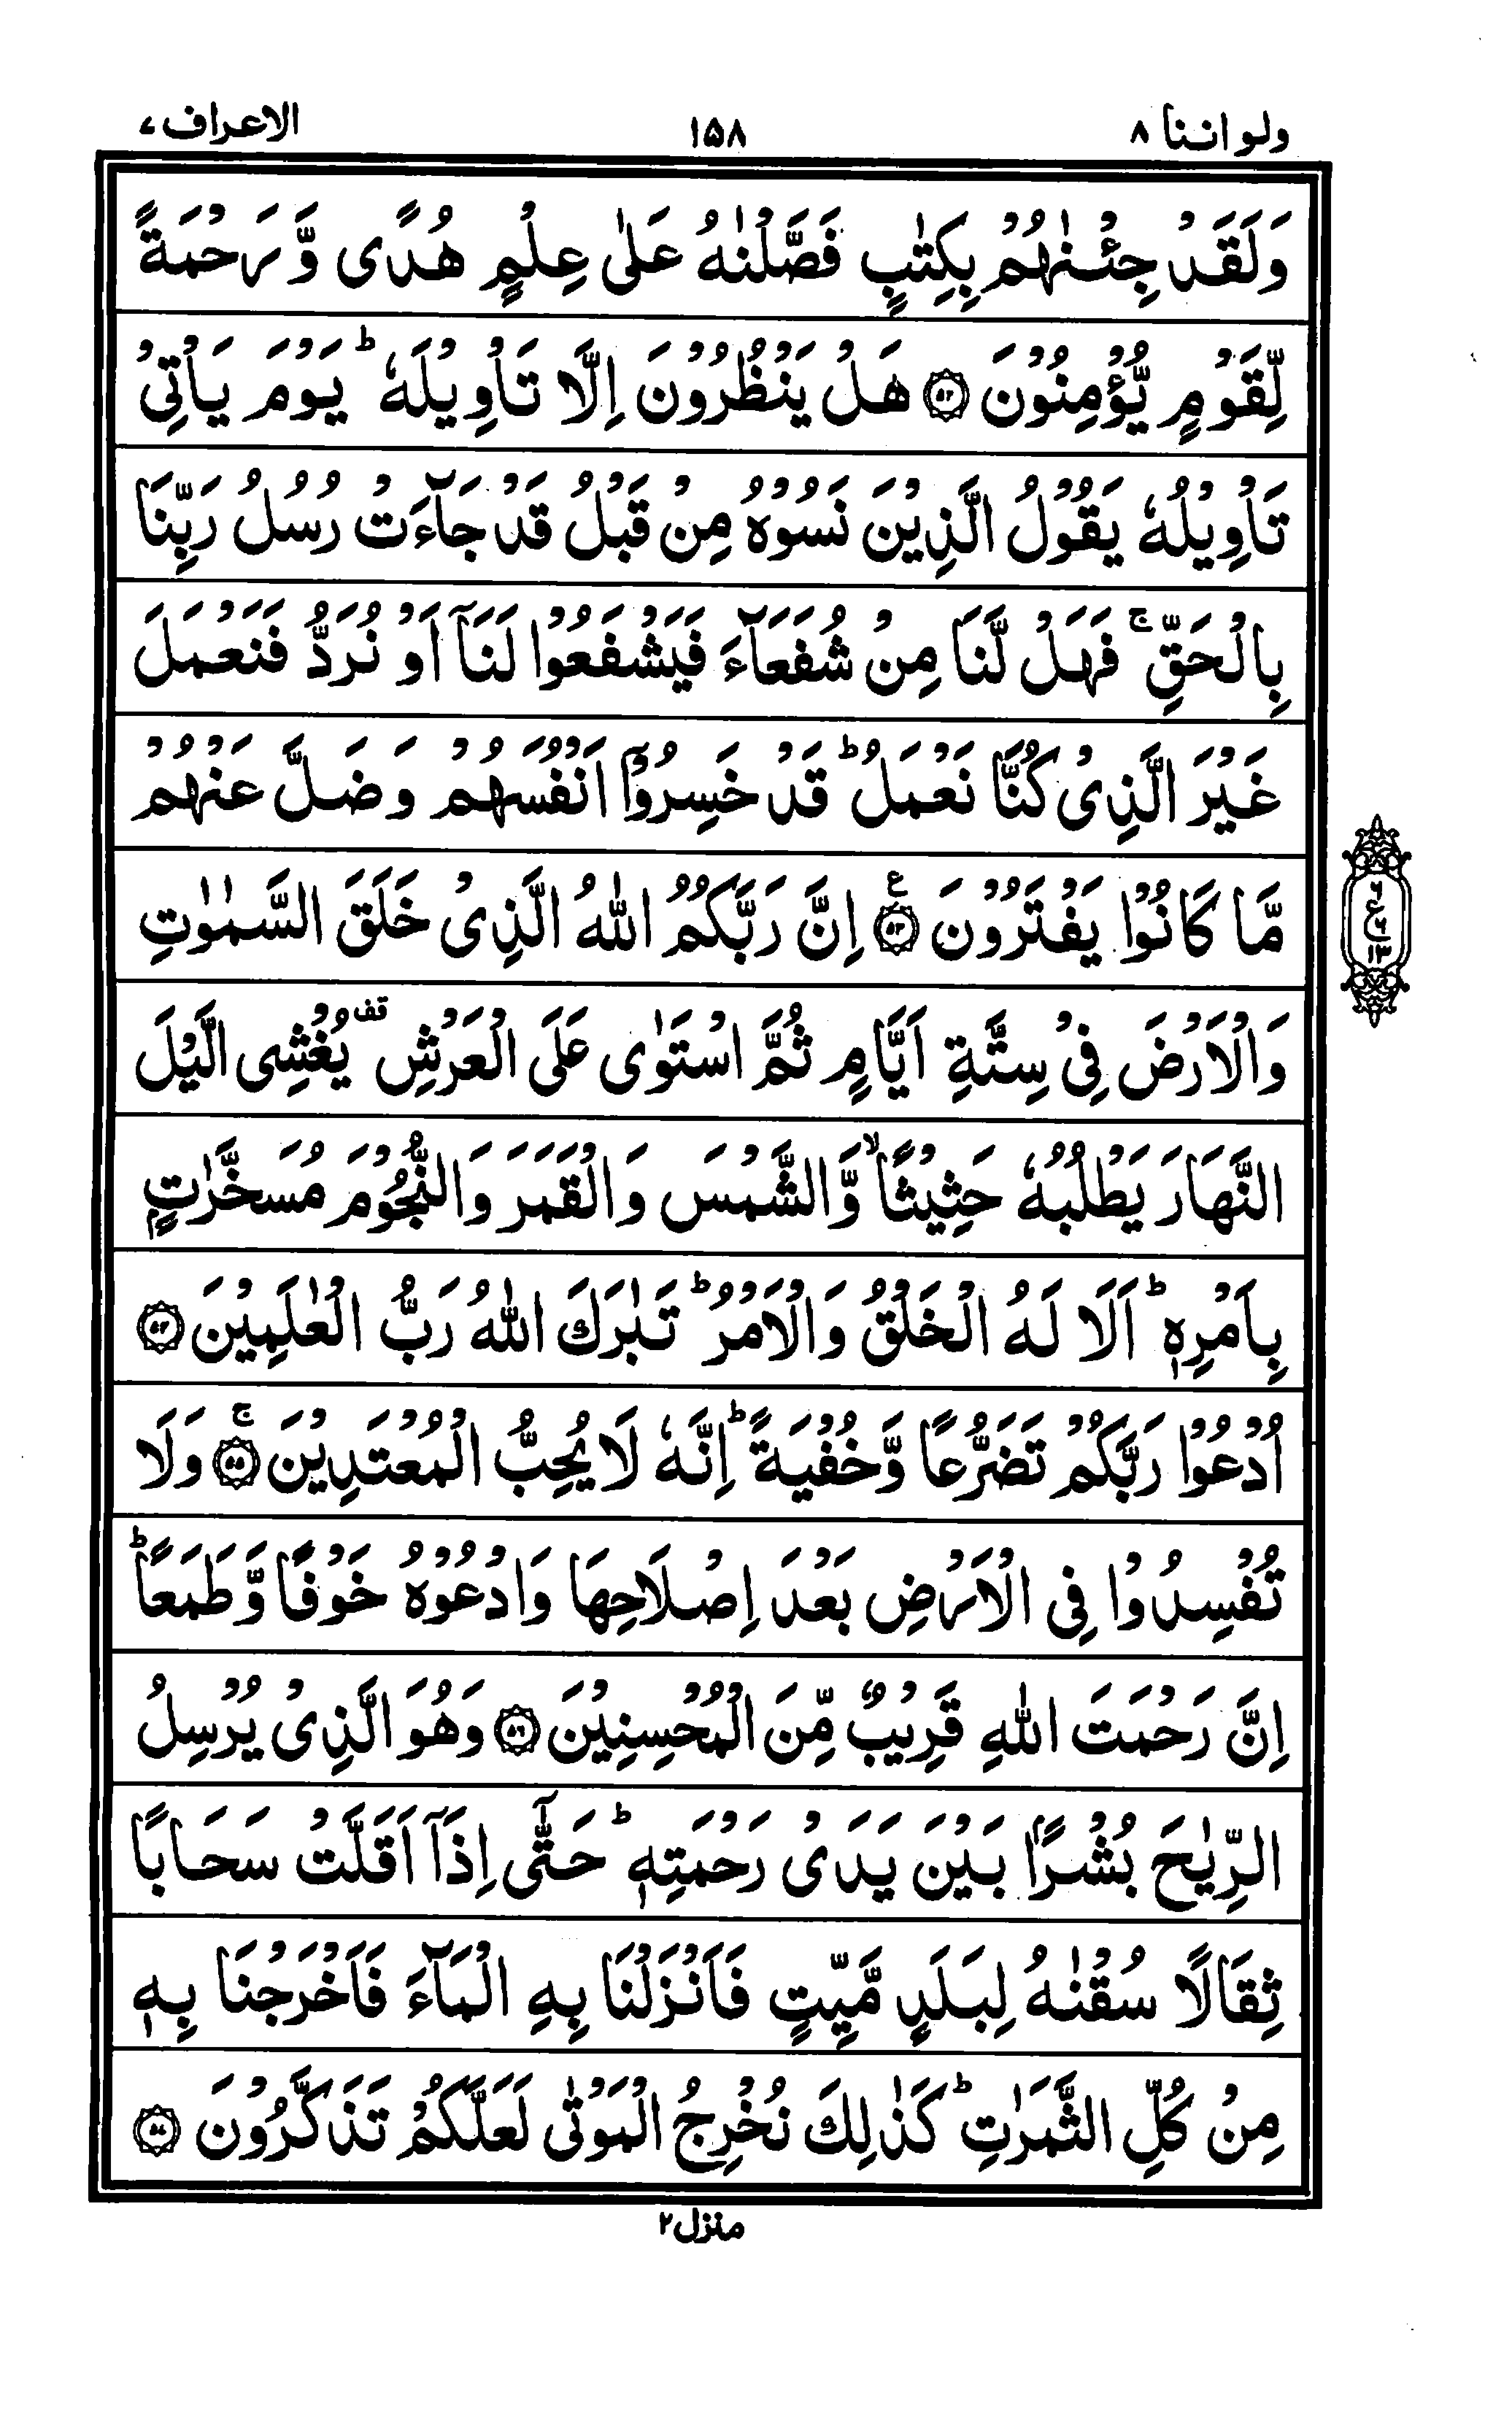 ولو اننا ٨
١٥٨
الاعراف ٧
وَلَقَدْ جِئْنٰهُمْ بِكِتٰبٍ فَصَّلْنٰهُ عَلٰى عِلْمٍ هُدًى وَّرَحْمَةً
لِّقَوْمٍ يُّؤْمِنُوْنَ ۝٥٢ هَلْ يَنْظُرُوْنَ اِلَّا تَاْوِيْلَهٗ ؕ يَوْمَ يَاْتِىْ
تَاْوِيْلُهٗ يَقُوْلُ الَّذِيْنَ نَسُوْهُ مِنْ قَبْلُ قَدْ جَآءَتْ رُسُلُ رَبِّنَا
بِالْحَقِّ ۚ فَهَلْ لَّنَا مِنْ شُفَعَآءَ فَيَشْفَعُوْا لَنَاۤ اَوْ نُرَدُّ فَنَعْمَلَ
غَيْرَ الَّذِىْ كُنَّا نَعْمَلُ ؕ قَدْ خَسِرُوْۤا اَنْفُسَهُمْ وَضَلَّ عَنْهُمْ
مَّا كَانُوْا يَفْتَرُوْنَ ۝٥٣ ع اِنَّ رَبَّكُمُ اللّٰهُ الَّذِىْ خَلَقَ السَّمٰوٰتِ
وَالْاَرْضَ فِىْ سِتَّةِ اَيَّامٍ ثُمَّ اسْتَوٰى عَلَى الْعَرْشِ قف يُغْشِى الَّيْلَ
النَّهَارَ يَطْلُبُهٗ حَثِيْثًا ۙ وَّالشَّمْسَ وَالْقَمَرَ وَالنُّجُوْمَ مُسَخَّرٰتٍۭ
بِاَمْرِهٖ ؕ اَلَا لَهُ الْخَلْقُ وَالْاَمْرُ ؕ تَبٰرَكَ اللّٰهُ رَبُّ الْعٰلَمِيْنَ ۝٥٤
اُدْعُوْا رَبَّكُمْ تَضَرُّعًا وَّخُفْيَةً ؕ اِنَّهٗ لَا يُحِبُّ الْمُعْتَدِيْنَ ۝٥٥ ۚ وَلَا
تُفْسِدُوْا فِى الْاَرْضِ بَعْدَ اِصْلَاحِهَا وَادْعُوْهُ خَوْفًا وَّطَمَعًا ؕ
اِنَّ رَحْمَتَ اللّٰهِ قَرِيْبٌ مِّنَ الْمُحْسِنِيْنَ ۝٥٦ وَهُوَ الَّذِىْ يُرْسِلُ
الرِّيٰحَ بُشْرًۢا بَيْنَ يَدَىْ رَحْمَتِهٖ ؕ حَتّٰۤى اِذَاۤ اَقَلَّتْ سَحَابًا
ثِقَالًا سُقْنٰهُ لِبَلَدٍ مَّيِّتٍ فَاَنْزَلْنَا بِهِ الْمَآءَ فَاَخْرَجْنَا بِهٖ
مِنْ كُلِّ الثَّمَرٰتِ ؕ كَذٰلِكَ نُخْرِجُ الْمَوْتٰى لَعَلَّكُمْ تَذَكَّرُوْنَ ۝٥٧
٦
ع ٦
١٣
منزل ٢